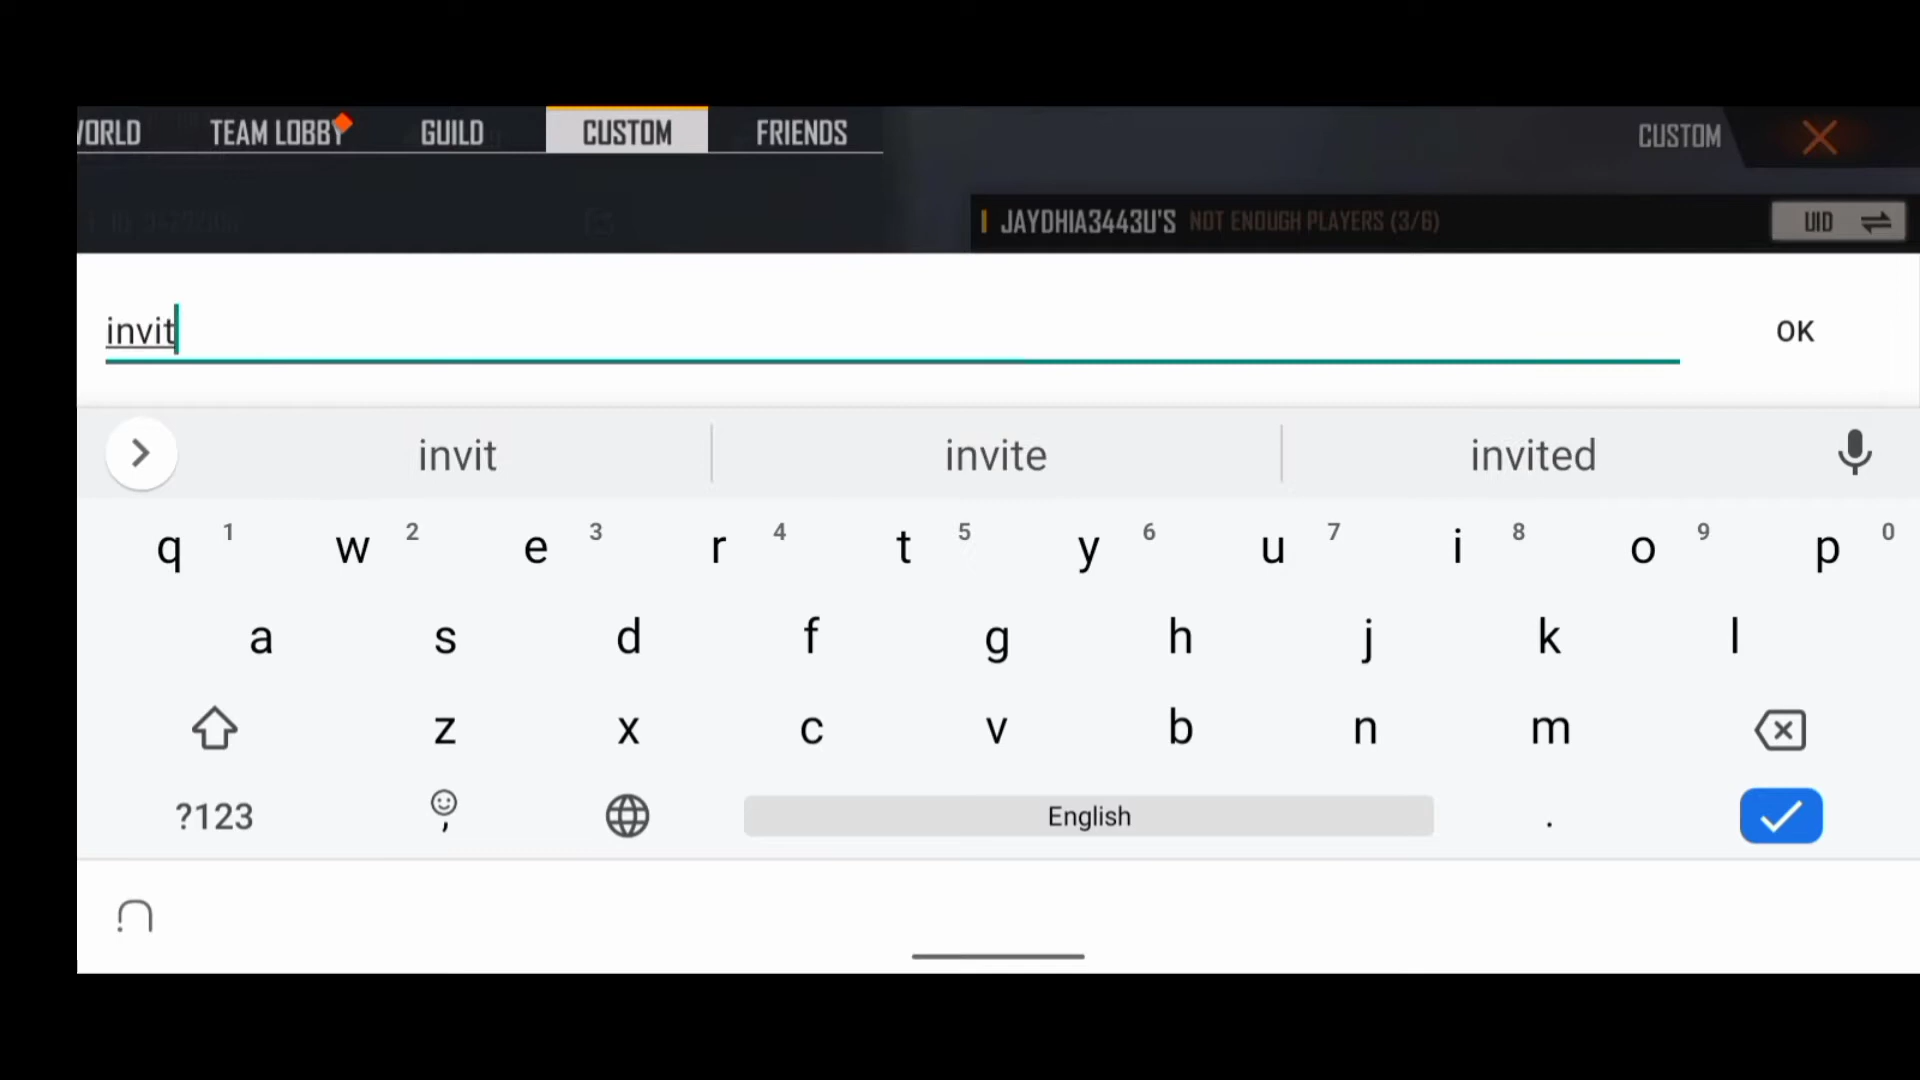 WORLD TEAM LOBBY GUILD CUSTOM FRIENDS CUSTOM
JAYDHIA3443U'S NOT ENOUGH PLAYERS (3/6) UID
invit OK
invit invite invited
q 1 w 2 e 3 r 4 t 5 y 6 u 7 i 8 o 9 p 0
a s d f g h j k l
z x c v b n m
?123 , English .